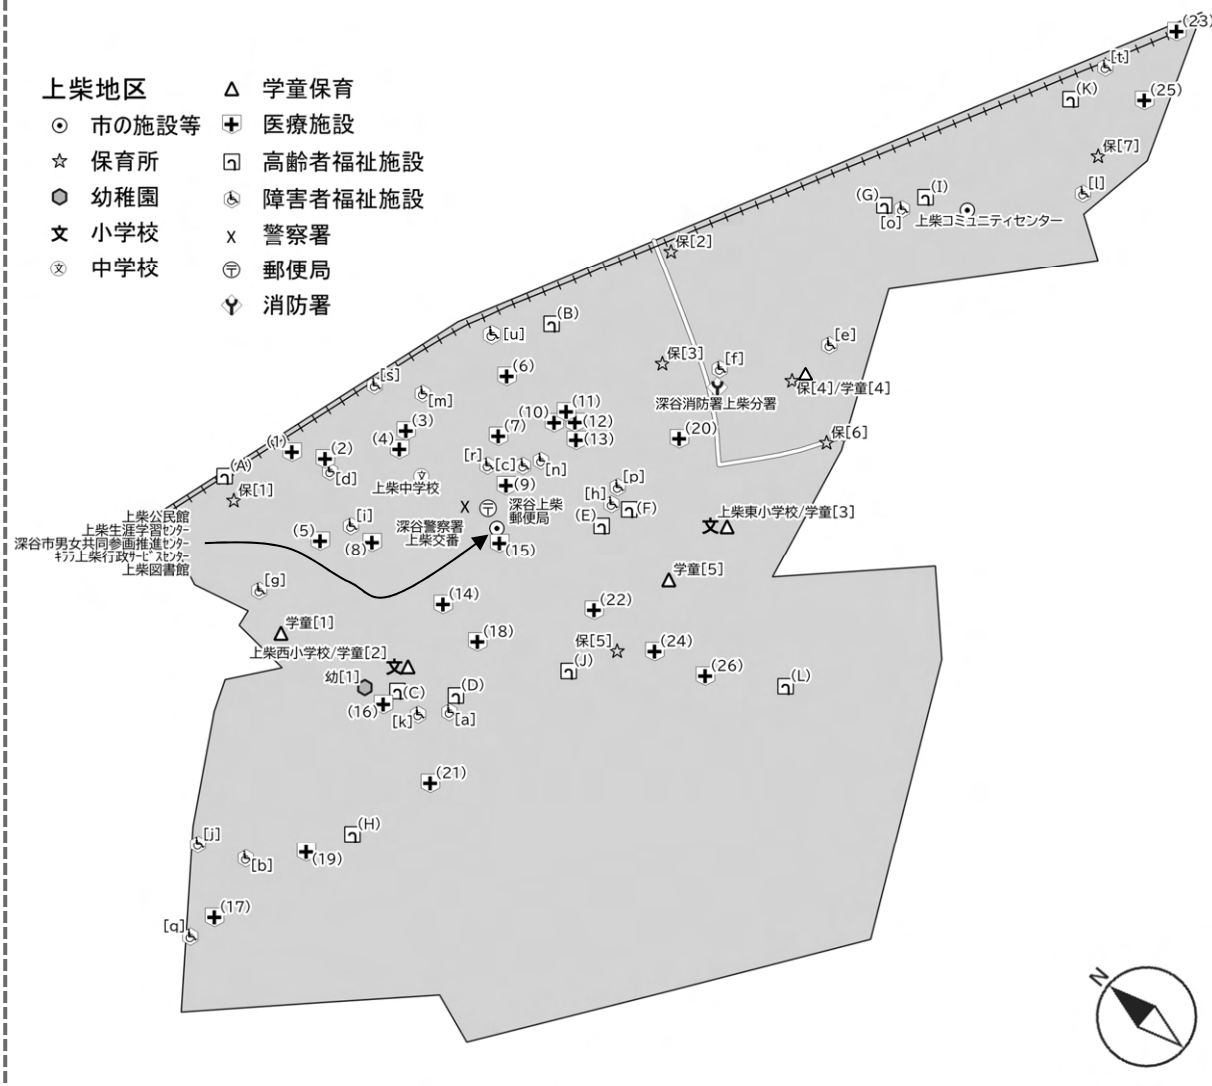 上柴地区
市の施設等
保育所
幼稚園
文 小学校
文 中学校
学童保育
医療施設
高齢者福祉施設
障害者福祉施設
X 警察署
〒 郵便局
消防署
(23)
[t]
(K)
(25)
保[7]
[l]
(I)
(G)
[o]
上柴コミュニティセンター
保[2]
(B)
[u]
[e]
保[3]
[f]
(6)
[s]
保[4]/学童[4]
[m]
深谷消防署上柴分署
(11)
(10)
(12)
(3)
(7)
(13)
(20)
保[6]
(4)
(1)
(2)
[r]
[c]
[n]
(A)
[d]
文
上柴中学校
[p]
(9)
保[1]
[h]
X
〒
深谷上柴
郵便局
(F)
(E)
文
上柴東小学校/学童[3]
上柴公民館
上柴生涯学習センター
深谷市男女共同参画推進センター
キララ上柴行政サービスセンター
上柴図書館
[i]
深谷警察署
上柴交番
(5)
(8)
(15)
学童[5]
[g]
(14)
(22)
学童[1]
(18)
保[5]
(24)
上柴西小学校/学童[2]
文
(J)
(26)
幼[1]
(C)
(D)
(L)
(16)
[k]
[a]
(21)
(H)
[j]
[b]
(19)
(17)
[q]
N